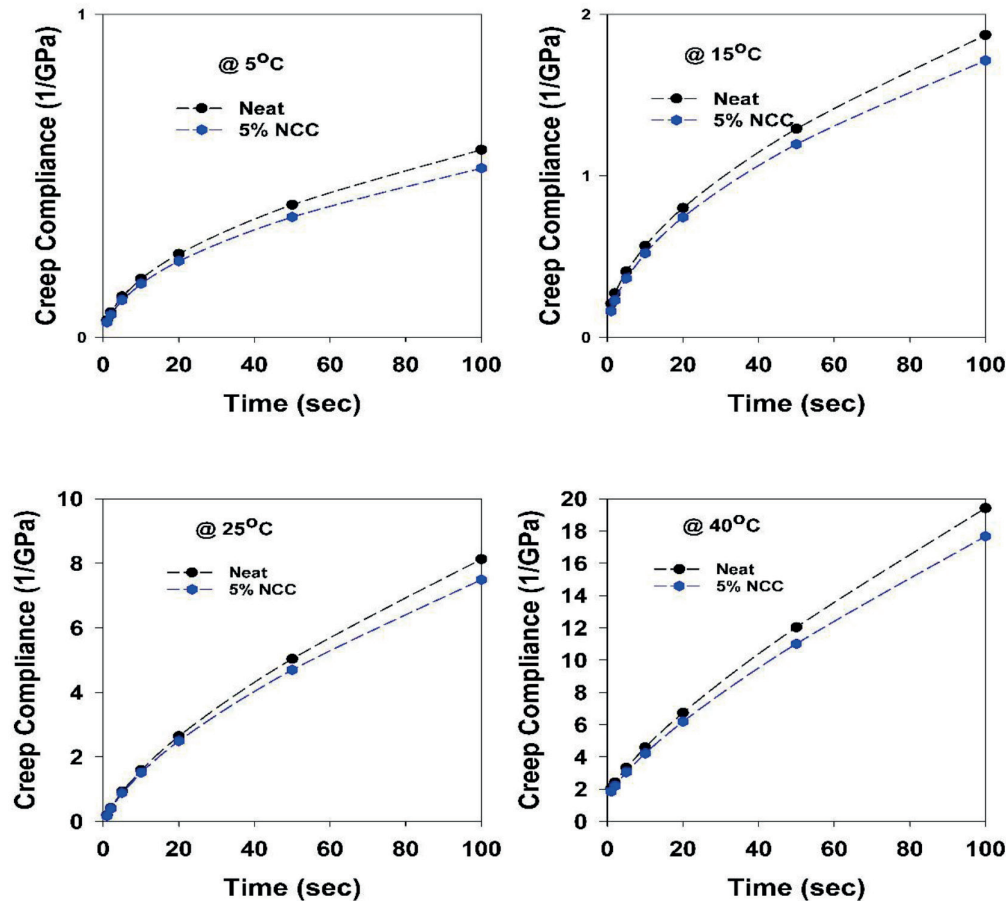 1
@ 5°C
Neat
5% NCC
0
Creep Compliance (1/GPa)
0 20 40 60 80 100
Time (sec)
2
@ 15°C
Neat
5% NCC
1
0
Creep Compliance (1/GPa)
0 20 40 60 80 100
Time (sec)
10
@ 25°C
8
Neat
5% NCC
6
4
2
0
Creep Compliance (1/GPa)
0 20 40 60 80 100
Time (sec)
20
@ 40°C
18
16
Neat
5% NCC
14
12
10
8
6
4
2
0
Creep Compliance (1/GPa)
0 20 40 60 80 100
Time (sec)